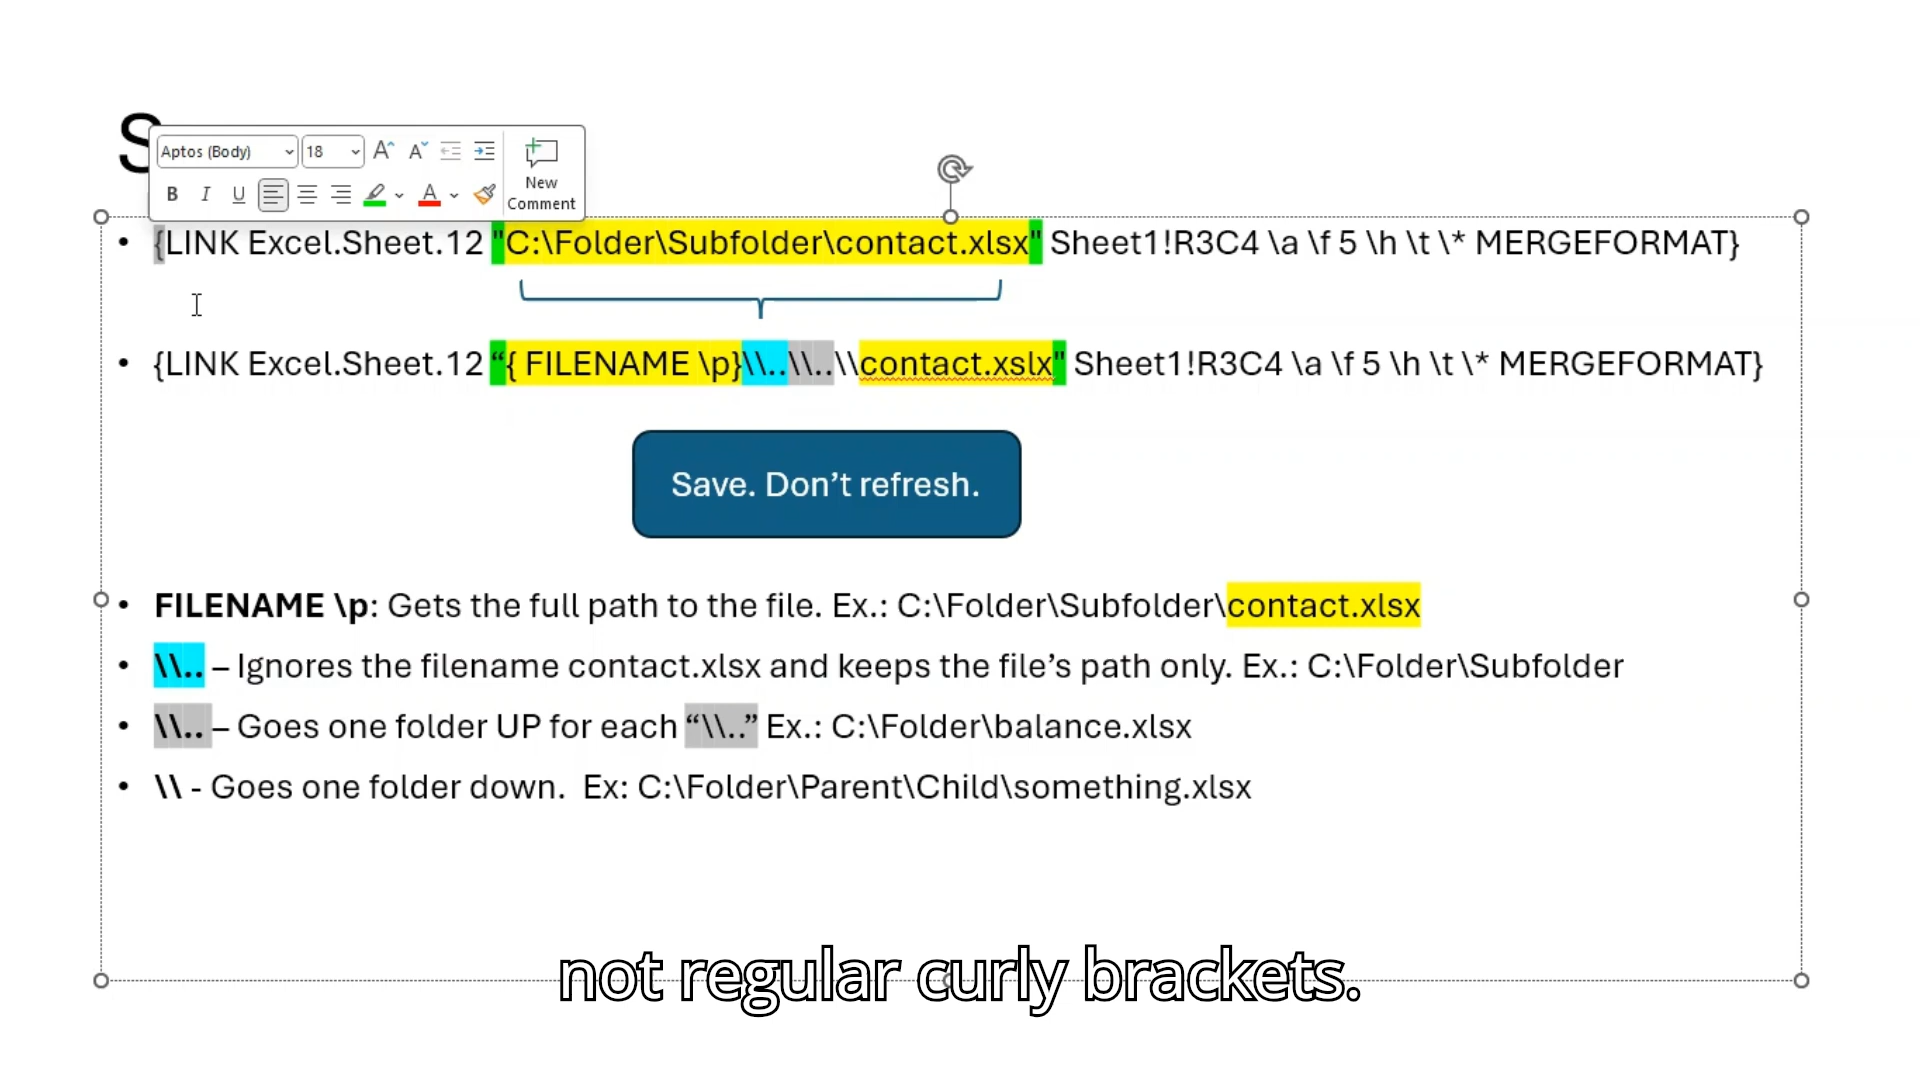 S
Aptos (Body) 18
B I U A
New
Comment
• {LINK Excel.Sheet.12 "C:\Folder\Subfolder\contact.xlsx" Sheet1!R3C4 \a \f 5 \h \t \* MERGEFORMAT}
• {LINK Excel.Sheet.12 “{ FILENAME \p}\\..\\..\\contact.xslx" Sheet1!R3C4 \a \f 5 \h \t \* MERGEFORMAT}
Save. Don’t refresh.
• FILENAME \p: Gets the full path to the file. Ex.: C:\Folder\Subfolder\contact.xlsx
• \\.. – Ignores the filename contact.xlsx and keeps the file’s path only. Ex.: C:\Folder\Subfolder
• \\.. – Goes one folder UP for each “\\..” Ex.: C:\Folder\balance.xlsx
• \\ - Goes one folder down.  Ex: C:\Folder\Parent\Child\something.xlsx
not regular curly brackets.